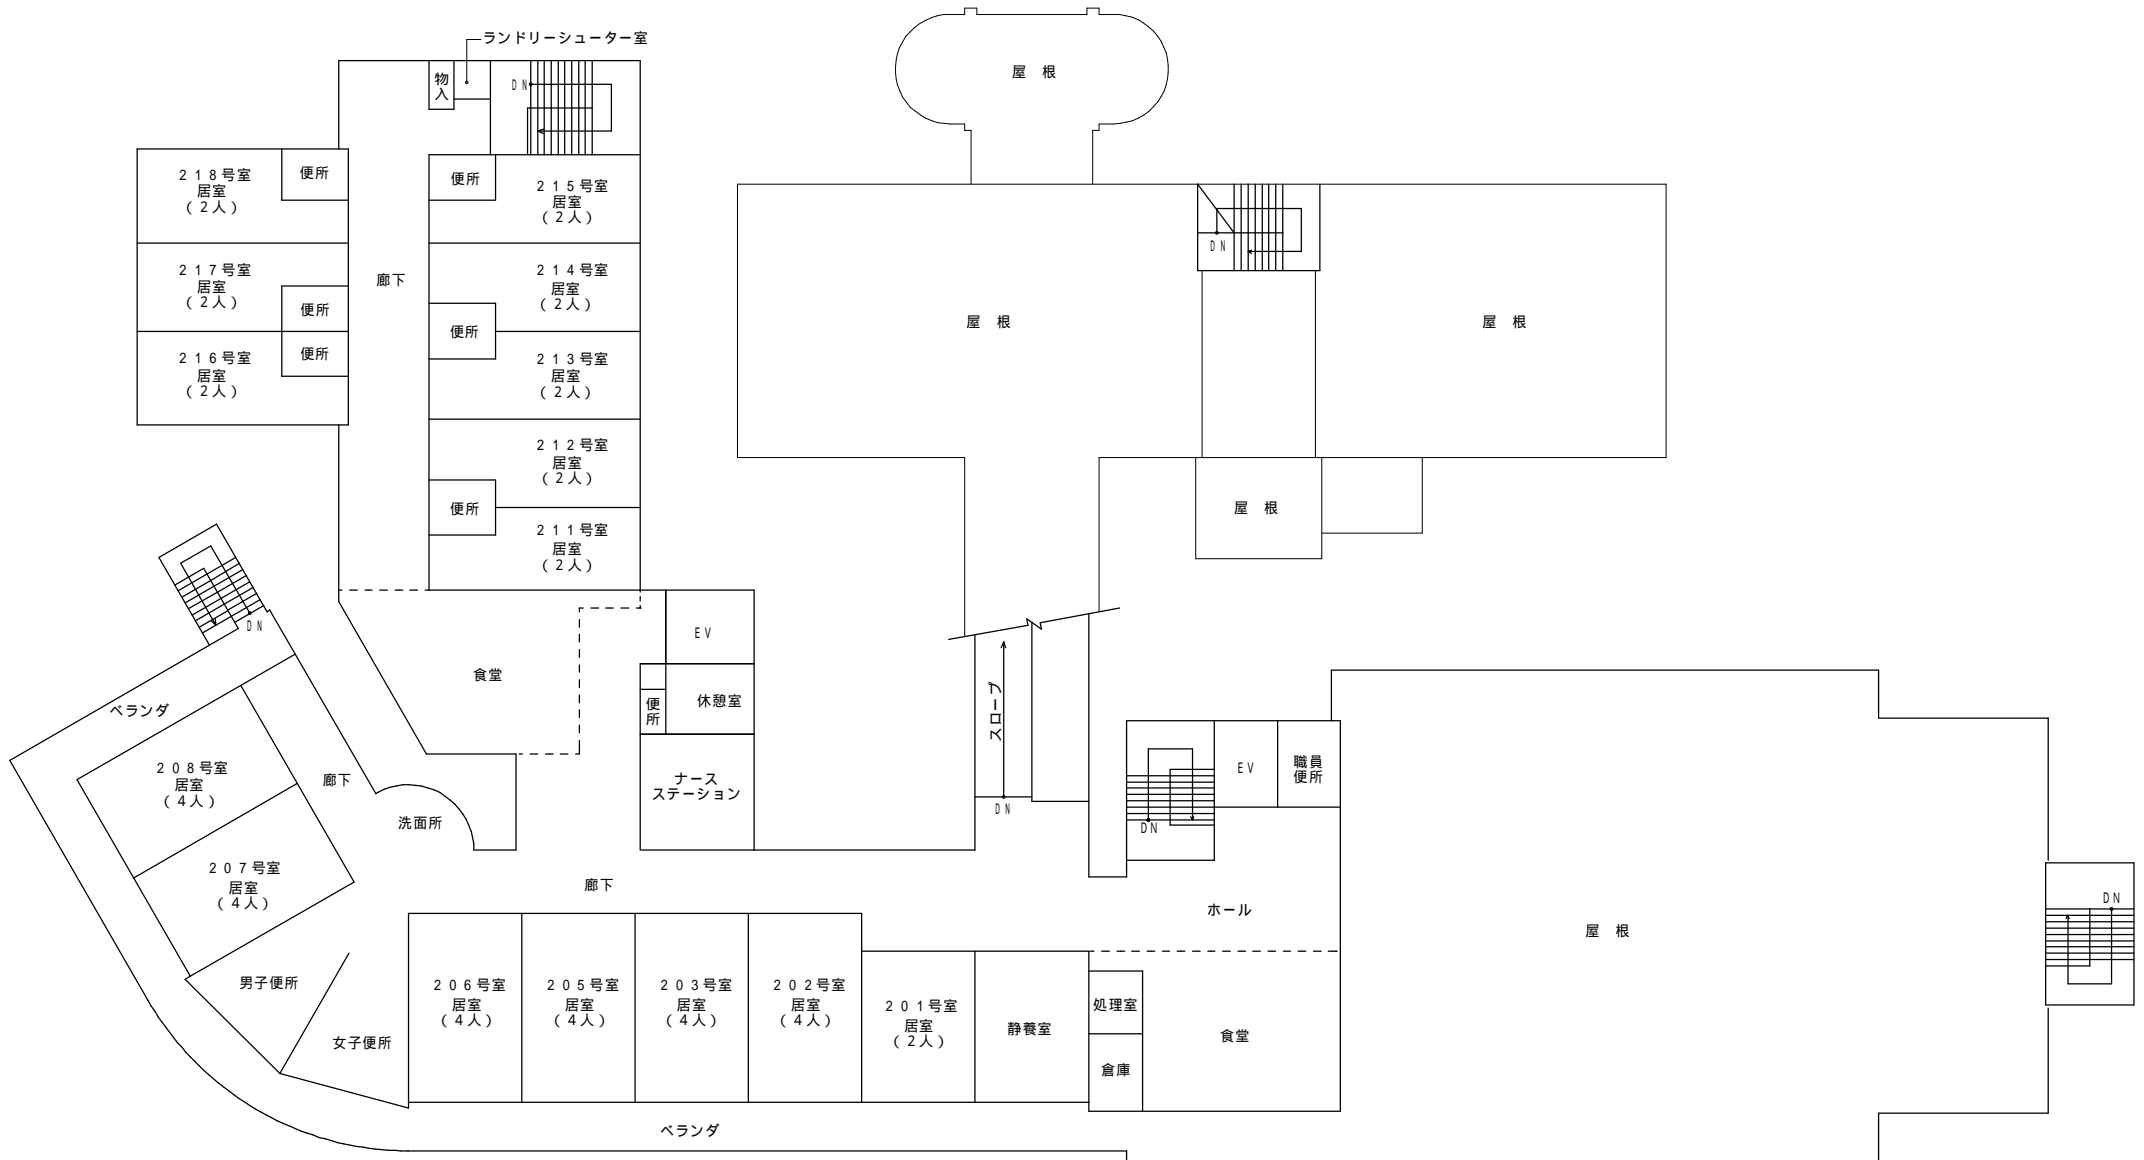 ランドリーシューター室
屋 根
物入
DN
218号室
居室
(2人)
便所
便所
215号室
居室
(2人)
DN
217号室
居室
(2人)
便所
廊下
214号室
居室
(2人)
屋 根
屋 根
便所
216号室
居室
(2人)
便所
213号室
居室
(2人)
212号室
居室
(2人)
便所
211号室
居室
(2人)
屋 根
DN
EV
食堂
便所
休憩室
スロープ
DN
ベランダ
208号室
居室
(4人)
廊下
洗面所
ナース
ステーション
EV
職員
便所
DN
207号室
居室
(4人)
廊下
ホール
屋 根
DN
男子便所
女子便所
206号室
居室
(4人)
205号室
居室
(4人)
203号室
居室
(4人)
202号室
居室
(4人)
201号室
居室
(2人)
静養室
処理室
倉庫
食堂
ベランダ